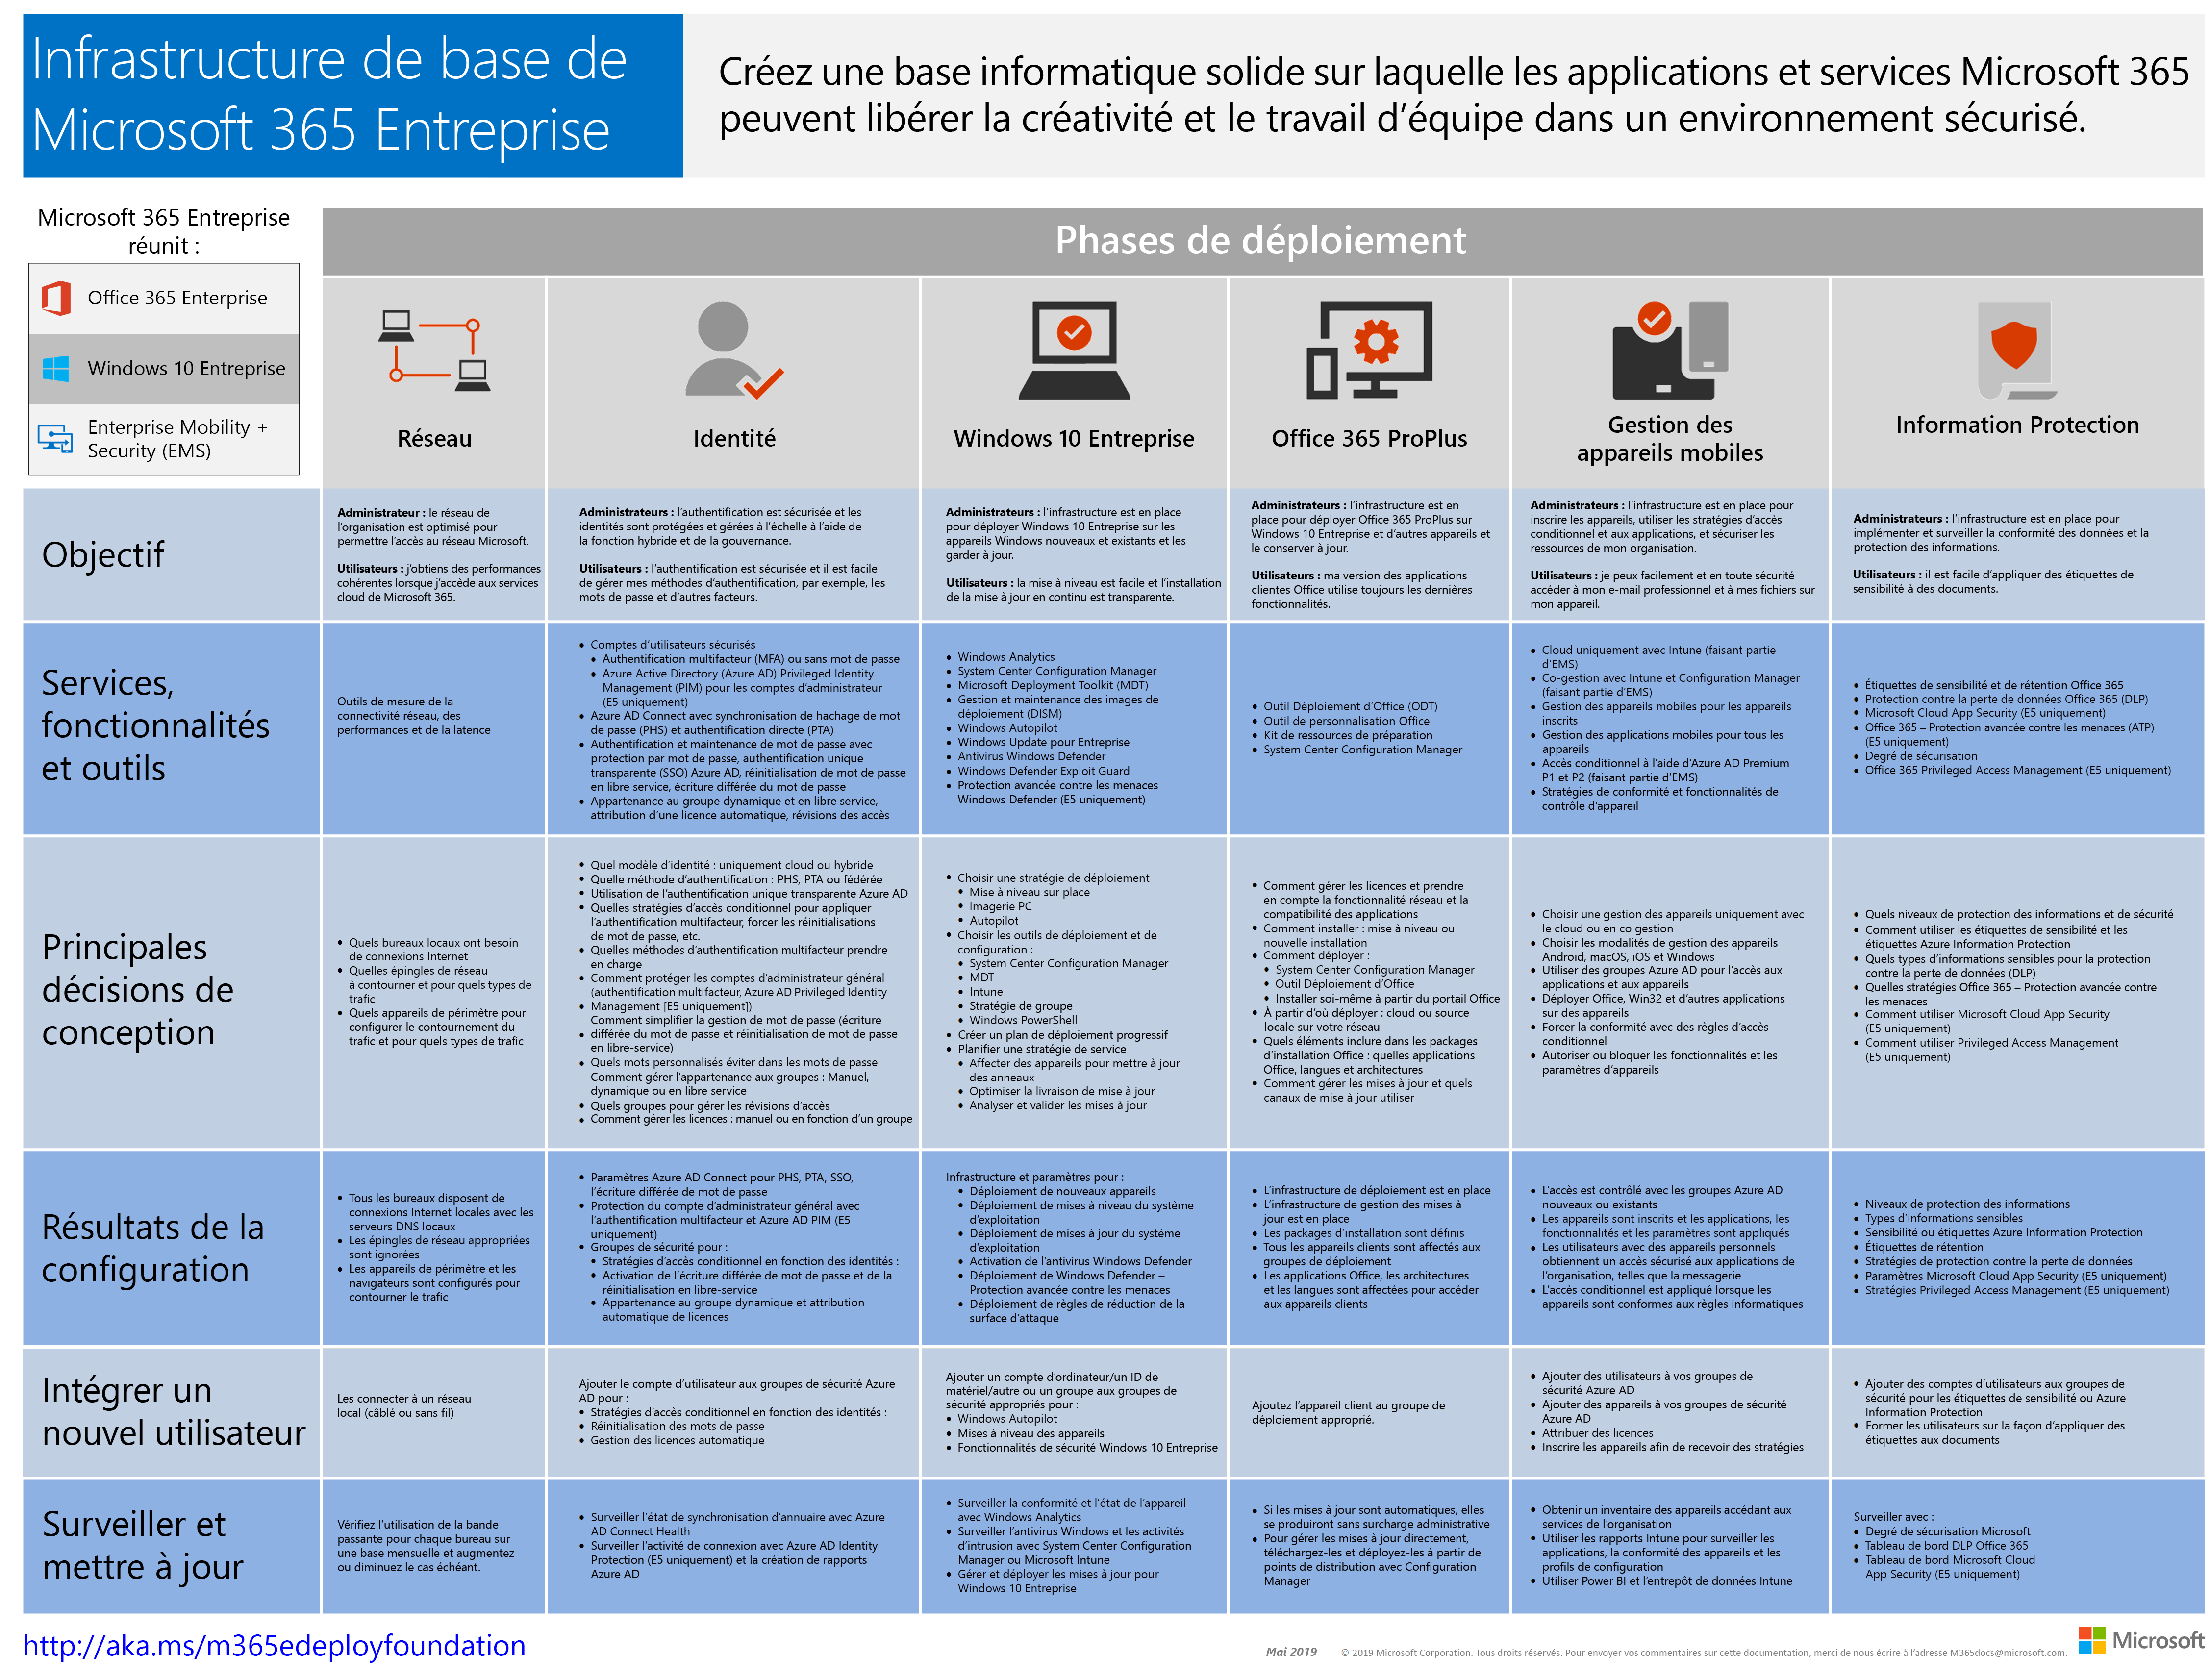 Infrastructure de base de
Microsoft 365 Entreprise
Créez une base informatique solide sur laquelle les applications et services Microsoft 365
peuvent libérer la créativité et le travail d’équipe dans un environnement sécurisé.
Microsoft 365 Entreprise
réunit :
Office 365 Enterprise
Windows 10 Entreprise
Enterprise Mobility +
Security (EMS)
Phases de déploiement
Réseau
Identité
Windows 10 Entreprise
Office 365 ProPlus
Gestion des
appareils mobiles
Information Protection
Objectif
Administrateur : le réseau de
l’organisation est optimisé pour
permettre l’accès au réseau Microsoft.
Utilisateurs : j’obtiens des performances
cohérentes lorsque j’accède aux services
cloud de Microsoft 365.
Administrateurs : l’authentification est sécurisée et les
identités sont protégées et gérées à l’échelle à l’aide de
la fonction hybride et de la gouvernance.
Utilisateurs : l’authentification est sécurisée et il est facile
de gérer mes méthodes d’authentification, par exemple, les
mots de passe et d’autres facteurs.
Administrateurs : l’infrastructure est en place
pour déployer Windows 10 Entreprise sur les
appareils Windows nouveaux et existants et les
garder à jour.
Utilisateurs : la mise à niveau est facile et l’installation
de la mise à jour en continu est transparente.
Administrateurs : l’infrastructure est en
place pour déployer Office 365 ProPlus sur
Windows 10 Entreprise et d’autres appareils et
le conserver à jour.
Utilisateurs : ma version des applications
clientes Office utilise toujours les dernières
fonctionnalités.
Administrateurs : l’infrastructure est en place pour
inscrire les appareils, utiliser les stratégies d’accès
conditionnel et aux applications, et sécuriser les
ressources de mon organisation.
Utilisateurs : je peux facilement et en toute sécurité
accéder à mon e-mail professionnel et à mes fichiers sur
mon appareil.
Administrateurs : l’infrastructure est en place pour
implémenter et surveiller la conformité des données et la
protection des informations.
Utilisateurs : il est facile d’appliquer des étiquettes de
sensibilité à des documents.
Services,
fonctionnalités
et outils
Outils de mesure de la
connectivité réseau, des
performances et de la latence
• Comptes d’utilisateurs sécurisés
• Authentification multifacteur (MFA) ou sans mot de passe
• Azure Active Directory (Azure AD) Privileged Identity
Management (PIM) pour les comptes d’administrateur
(E5 uniquement)
• Azure AD Connect avec synchronisation de hachage de mot
de passe (PHS) et authentification directe (PTA)
• Authentification et maintenance de mot de passe avec
protection par mot de passe, authentification unique
transparente (SSO) Azure AD, réinitialisation de mot de passe
en libre service, écriture différée du mot de passe
• Appartenance au groupe dynamique et en libre service,
attribution d’une licence automatique, révisions des accès
• Windows Analytics
• System Center Configuration Manager
• Microsoft Deployment Toolkit (MDT)
• Gestion et maintenance des images de
déploiement (DISM)
• Windows Autopilot
• Windows Update pour Entreprise
• Antivirus Windows Defender
• Windows Defender Exploit Guard
• Protection avancée contre les menaces
Windows Defender (E5 uniquement)
• Outil Déploiement d’Office (ODT)
• Outil de personnalisation Office
• Kit de ressources de préparation
• System Center Configuration Manager
• Cloud uniquement avec Intune (faisant partie
d’EMS)
• Co-gestion avec Intune et Configuration Manager
(faisant partie d’EMS)
• Gestion des appareils mobiles pour les appareils
inscrits
• Gestion des applications mobiles pour tous les
appareils
• Accès conditionnel à l’aide d’Azure AD Premium
P1 et P2 (faisant partie d’EMS)
• Stratégies de conformité et fonctionnalités de
contrôle d’appareil
• Étiquettes de sensibilité et de rétention Office 365
• Protection contre la perte de données Office 365 (DLP)
• Microsoft Cloud App Security (E5 uniquement)
• Office 365 – Protection avancée contre les menaces (ATP)
(E5 uniquement)
• Degré de sécurisation
• Office 365 Privileged Access Management (E5 uniquement)
Principales
décisions de
conception
• Quels bureaux locaux ont besoin
de connexions Internet
• Quelles épingles de réseau
à contourner et pour quels types de
trafic
• Quels appareils de périmètre pour
configurer le contournement du
trafic et pour quels types de trafic
• Quel modèle d’identité : uniquement cloud ou hybride
• Quelle méthode d’authentification : PHS, PTA ou fédérée
• Utilisation de l’authentification unique transparente Azure AD
• Quelles stratégies d’accès conditionnel pour appliquer
l’authentification multifacteur, forcer les réinitialisations
de mot de passe, etc.
• Quelles méthodes d’authentification multifacteur prendre
en charge
• Comment protéger les comptes d’administrateur général
(authentification multifacteur, Azure AD Privileged Identity
• Management [E5 uniquement])
Comment simplifier la gestion de mot de passe (écriture
• différée du mot de passe et réinitialisation de mot de passe
en libre-service)
• Quels mots personnalisés éviter dans les mots de passe
Comment gérer l’appartenance aux groupes : Manuel,
dynamique ou en libre service
• Quels groupes pour gérer les révisions d’accès
• Comment gérer les licences : manuel ou en fonction d’un groupe
• Choisir une stratégie de déploiement
• Mise à niveau sur place
• Imagerie PC
• Autopilot
• Choisir les outils de déploiement et de
configuration :
• System Center Configuration Manager
• MDT
• Intune
• Stratégie de groupe
• Windows PowerShell
• Créer un plan de déploiement progressif
• Planifier une stratégie de service
• Affecter des appareils pour mettre à jour
des anneaux
• Optimiser la livraison de mise à jour
• Analyser et valider les mises à jour
• Comment gérer les licences et prendre
en compte la fonctionnalité réseau et la
compatibilité des applications
• Comment installer : mise à niveau ou
nouvelle installation
• Comment déployer :
• System Center Configuration Manager
• Outil Déploiement d’Office
• Installer soi-même à partir du portail Office
• À partir d’où déployer : cloud ou source
locale sur votre réseau
• Quels éléments inclure dans les packages
d’installation Office : quelles applications
Office, langues et architectures
• Comment gérer les mises à jour et quels
canaux de mise à jour utiliser
• Choisir une gestion des appareils uniquement avec
le cloud ou en co gestion
• Choisir les modalités de gestion des appareils
Android, macOS, iOS et Windows
• Utiliser des groupes Azure AD pour l’accès aux
applications et aux appareils
• Déployer Office, Win32 et d’autres applications
sur des appareils
• Forcer la conformité avec des règles d’accès
conditionnel
• Autoriser ou bloquer les fonctionnalités et les
paramètres d’appareils
• Quels niveaux de protection des informations et de sécurité
• Comment utiliser les étiquettes de sensibilité et les
étiquettes Azure Information Protection
• Quels types d’informations sensibles pour la protection
contre la perte de données (DLP)
• Quelles stratégies Office 365 – Protection avancée contre
les menaces
• Comment utiliser Microsoft Cloud App Security
(E5 uniquement)
• Comment utiliser Privileged Access Management
(E5 uniquement)
Résultats de la
configuration
• Tous les bureaux disposent de
connexions Internet locales avec les
serveurs DNS locaux
• Les épingles de réseau appropriées
sont ignorées
• Les appareils de périmètre et les
navigateurs sont configurés pour
contourner le trafic
• Paramètres Azure AD Connect pour PHS, PTA, SSO,
l’écriture différée de mot de passe
• Protection du compte d’administrateur général avec
l’authentification multifacteur et Azure AD PIM (E5
uniquement)
• Groupes de sécurité pour :
• Stratégies d’accès conditionnel en fonction des identités :
• Activation de l’écriture différée de mot de passe et de la
réinitialisation en libre-service
• Appartenance au groupe dynamique et attribution
automatique de licences
Infrastructure et paramètres pour :
• Déploiement de nouveaux appareils
• Déploiement de mises à niveau du système
d’exploitation
• Déploiement de mises à jour du système
d’exploitation
• Activation de l’antivirus Windows Defender
• Déploiement de Windows Defender –
Protection avancée contre les menaces
• Déploiement de règles de réduction de la
surface d’attaque
• L’infrastructure de déploiement est en place
• L’infrastructure de gestion des mises à
jour est en place
• Les packages d’installation sont définis
• Tous les appareils clients sont affectés aux
groupes de déploiement
• Les applications Office, les architectures
et les langues sont affectées pour accéder
aux appareils clients
• L’accès est contrôlé avec les groupes Azure AD
nouveaux ou existants
• Les appareils sont inscrits et les applications, les
fonctionnalités et les paramètres sont appliqués
• Les utilisateurs avec des appareils personnels
obtiennent un accès sécurisé aux applications de
l’organisation, telles que la messagerie
• L’accès conditionnel est appliqué lorsque les
appareils sont conformes aux règles informatiques
• Niveaux de protection des informations
• Types d’informations sensibles
• Sensibilité ou étiquettes Azure Information Protection
• Étiquettes de rétention
• Stratégies de protection contre la perte de données
• Paramètres Microsoft Cloud App Security (E5 uniquement)
• Stratégies Privileged Access Management (E5 uniquement)
Intégrer un
nouvel utilisateur
Les connecter à un réseau
local (câblé ou sans fil)
Ajouter le compte d’utilisateur aux groupes de sécurité Azure
AD pour :
• Stratégies d’accès conditionnel en fonction des identités :
• Réinitialisation des mots de passe
• Gestion des licences automatique
Ajouter un compte d’ordinateur/un ID de
matériel/autre ou un groupe aux groupes de
sécurité appropriés pour :
• Windows Autopilot
• Mises à niveau des appareils
• Fonctionnalités de sécurité Windows 10 Entreprise
Ajoutez l’appareil client au groupe de
déploiement approprié.
• Ajouter des utilisateurs à vos groupes de
sécurité Azure AD
• Ajouter des appareils à vos groupes de sécurité
Azure AD
• Attribuer des licences
• Inscrire les appareils afin de recevoir des stratégies
• Ajouter des comptes d’utilisateurs aux groupes de
sécurité pour les étiquettes de sensibilité ou Azure
Information Protection
• Former les utilisateurs sur la façon d’appliquer des
étiquettes aux documents
Surveiller et
mettre à jour
Vérifiez l’utilisation de la bande
passante pour chaque bureau sur
une base mensuelle et augmentez
ou diminuez le cas échéant.
• Surveiller l’état de synchronisation d’annuaire avec Azure
AD Connect Health
• Surveiller l’activité de connexion avec Azure AD Identity
Protection (E5 uniquement) et la création de rapports
Azure AD
• Surveiller la conformité et l’état de l’appareil
avec Windows Analytics
• Surveiller l’antivirus Windows et les activités
d’intrusion avec System Center Configuration
Manager ou Microsoft Intune
• Gérer et déployer les mises à jour pour
Windows 10 Entreprise
• Si les mises à jour sont automatiques, elles
se produiront sans surcharge administrative
• Pour gérer les mises à jour directement,
téléchargez-les et déployez-les à partir de
points de distribution avec Configuration
Manager
• Obtenir un inventaire des appareils accédant aux
services de l’organisation
• Utiliser les rapports Intune pour surveiller les
applications, la conformité des appareils et les
profils de configuration
• Utiliser Power BI et l’entrepôt de données Intune
Surveiller avec :
• Degré de sécurisation Microsoft
• Tableau de bord DLP Office 365
• Tableau de bord Microsoft Cloud
App Security (E5 uniquement)
http://aka.ms/m365edeployfoundation
Mai 2019
© 2019 Microsoft Corporation. Tous droits réservés. Pour envoyer vos commentaires sur cette documentation, merci de nous écrire à l’adresse M365docs@microsoft.com.
Microsoft